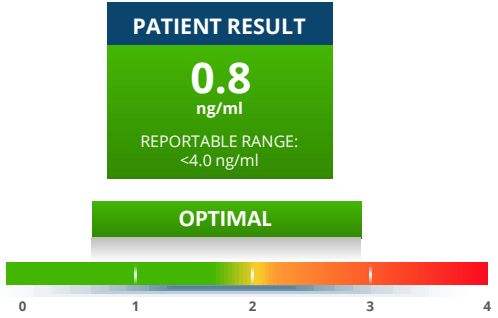 PATIENT RESULT
0.8
ng/ml
REPORTABLE RANGE:
<4.0 ng/ml
OPTIMAL
0 1 2 3 4